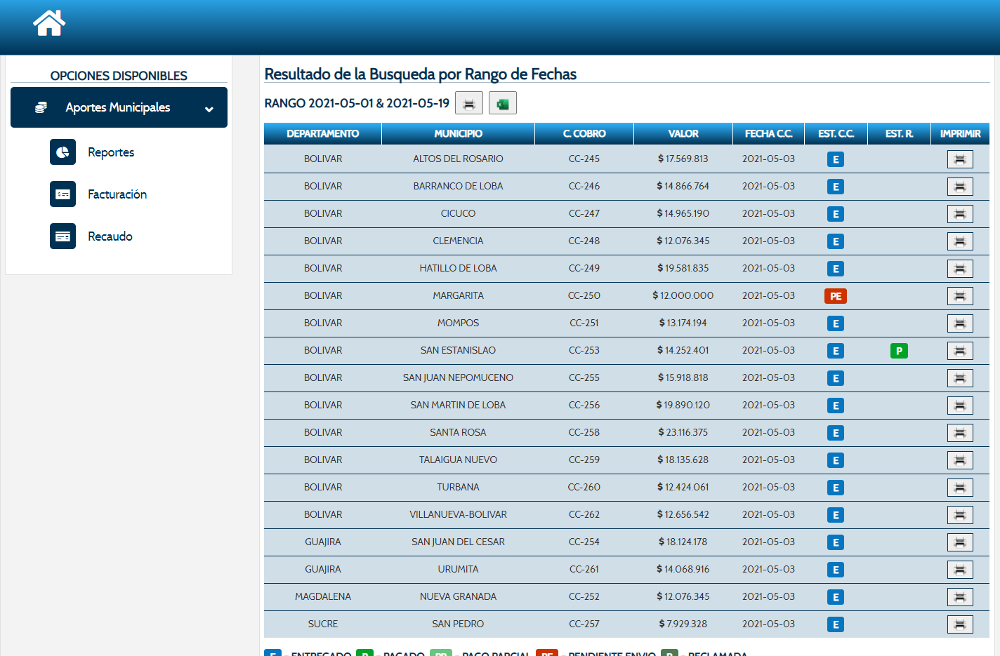 OPCIONES DISPONIBLES
Aportes Municipales
Reportes
Facturación
Recaudo
Resultado de la Busqueda por Rango de Fechas
RANGO 2021-05-01 & 2021-05-19
DEPARTAMENTO MUNICIPIO C. COBRO VALOR FECHA C.C. EST. C.C. EST. R. IMPRIMIR
BOLIVAR ALTOS DEL ROSARIO CC-245 $ 17.569.813 2021-05-03 E
BOLIVAR BARRANCO DE LOBA CC-246 $ 14.866.764 2021-05-03 E
BOLIVAR CICUCO CC-247 $ 14.965.190 2021-05-03 E
BOLIVAR CLEMENCIA CC-248 $ 12.076.345 2021-05-03 E
BOLIVAR HATILLO DE LOBA CC-249 $ 19.581.835 2021-05-03 E
BOLIVAR MARGARITA CC-250 $ 12.000.000 2021-05-03 PE
BOLIVAR MOMPOS CC-251 $ 13.174.194 2021-05-03 E
BOLIVAR SAN ESTANISLAO CC-253 $ 14.252.401 2021-05-03 E P
BOLIVAR SAN JUAN NEPOMUCENO CC-255 $ 15.918.818 2021-05-03 E
BOLIVAR SAN MARTIN DE LOBA CC-256 $ 19.890.120 2021-05-03 E
BOLIVAR SANTA ROSA CC-258 $ 23.116.375 2021-05-03 E
BOLIVAR TALAIGUA NUEVO CC-259 $ 18.135.628 2021-05-03 E
BOLIVAR TURBANA CC-260 $ 12.424.061 2021-05-03 E
BOLIVAR VILLANUEVA-BOLIVAR CC-262 $ 12.656.542 2021-05-03 E
GUAJIRA SAN JUAN DEL CESAR CC-254 $ 18.124.178 2021-05-03 E
GUAJIRA URUMITA CC-261 $ 14.068.916 2021-05-03 E
MAGDALENA NUEVA GRANADA CC-252 $ 12.076.345 2021-05-03 E
SUCRE SAN PEDRO CC-257 $ 7.929.328 2021-05-03 E
E - ENTREGADO P - PAGADO PP - PAGO PARCIAL PE - PENDIENTE ENVIO R - RECLAMADA